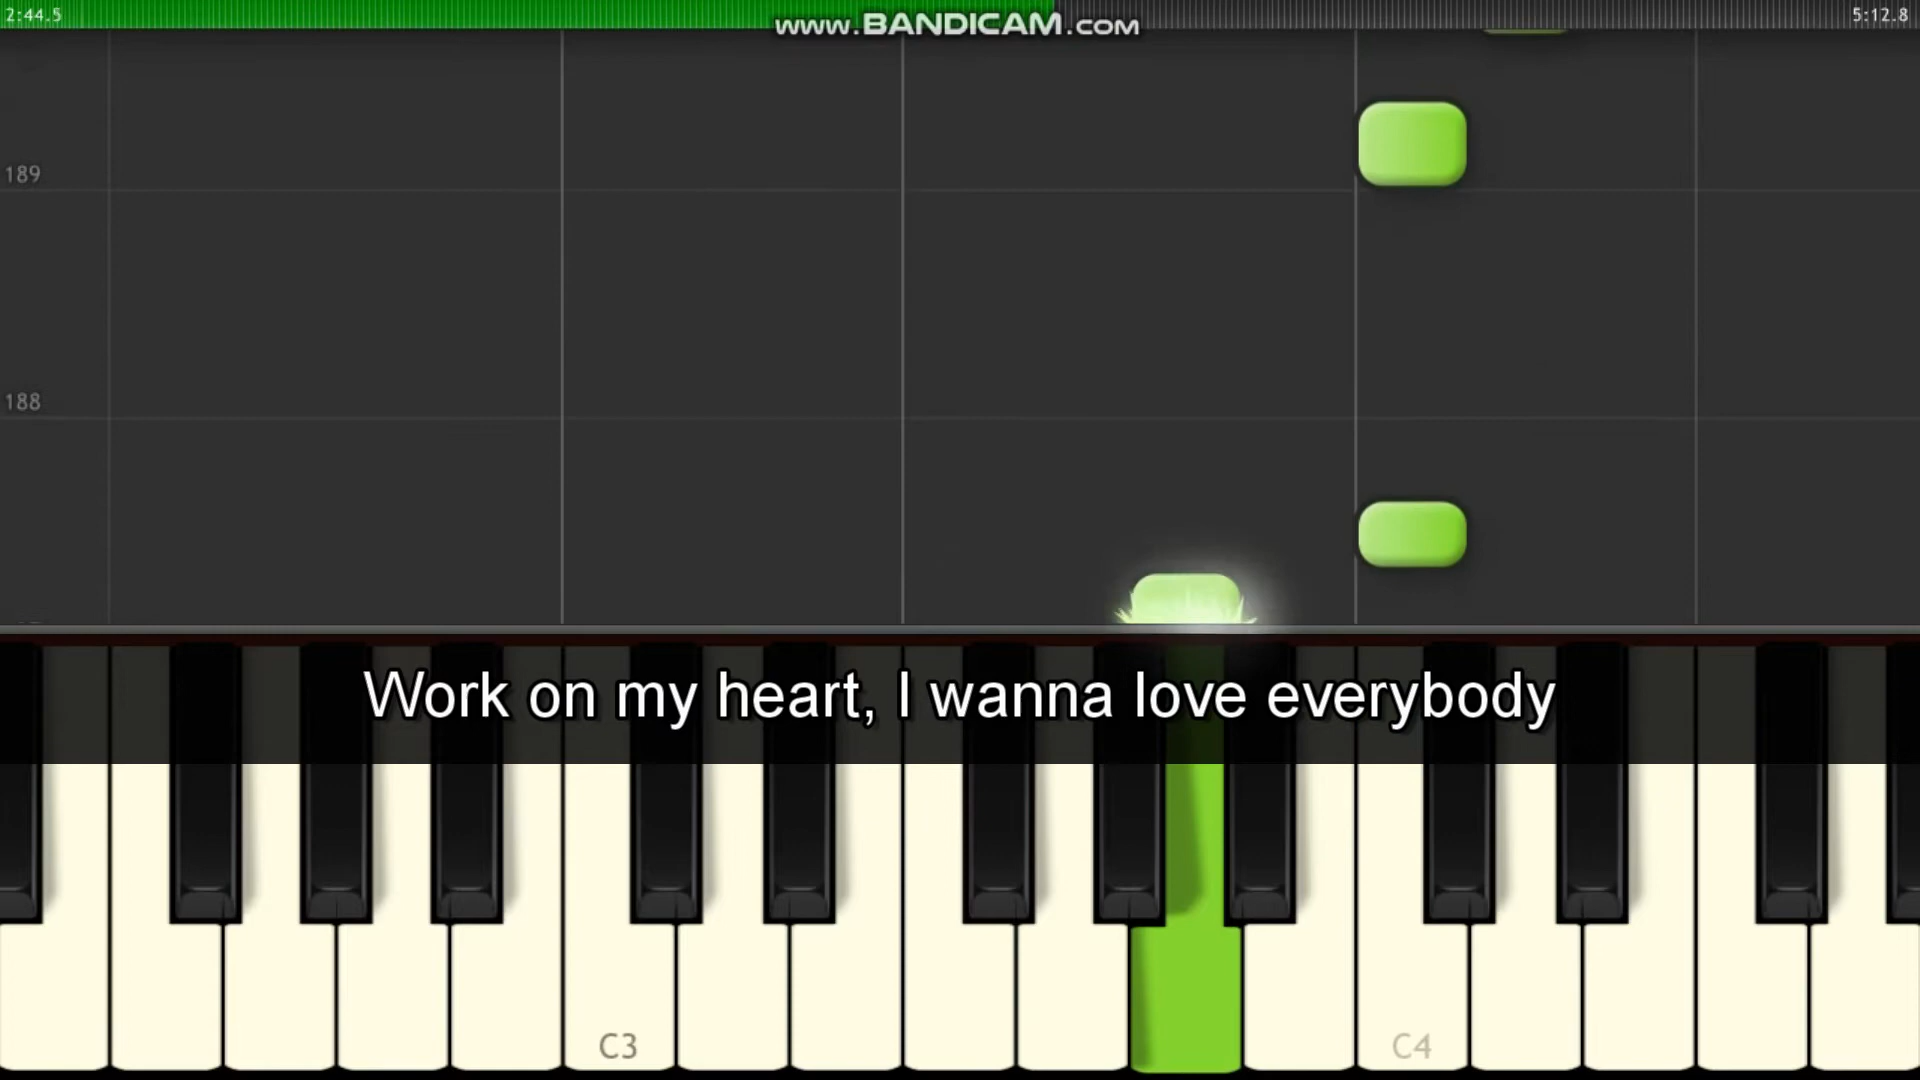 2:44.5
www.BANDICAM.com
5:12.8
189
188
Work on my heart, I wanna love everybody
C3
C4